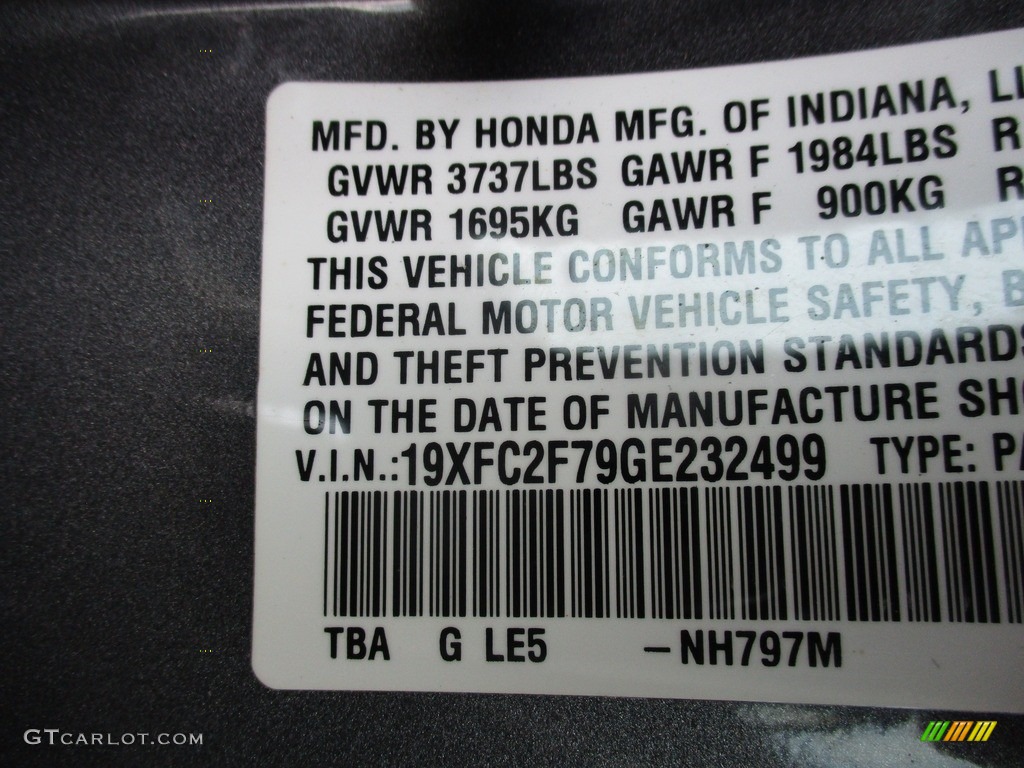 MFD. BY HONDA MFG. OF INDIANA, LL
GVWR 3737LBS GAWR F 1984LBS R
GVWR 1695KG GAWR F 900KG R
THIS VEHICLE CONFORMS TO ALL APP
FEDERAL MOTOR VEHICLE SAFETY, B
AND THEFT PREVENTION STANDARDS
ON THE DATE OF MANUFACTURE SHO
V.I.N.:19XFC2F79GE232499 TYPE: PA
TBA G LE5 -NH797M
GTCARLOT.COM